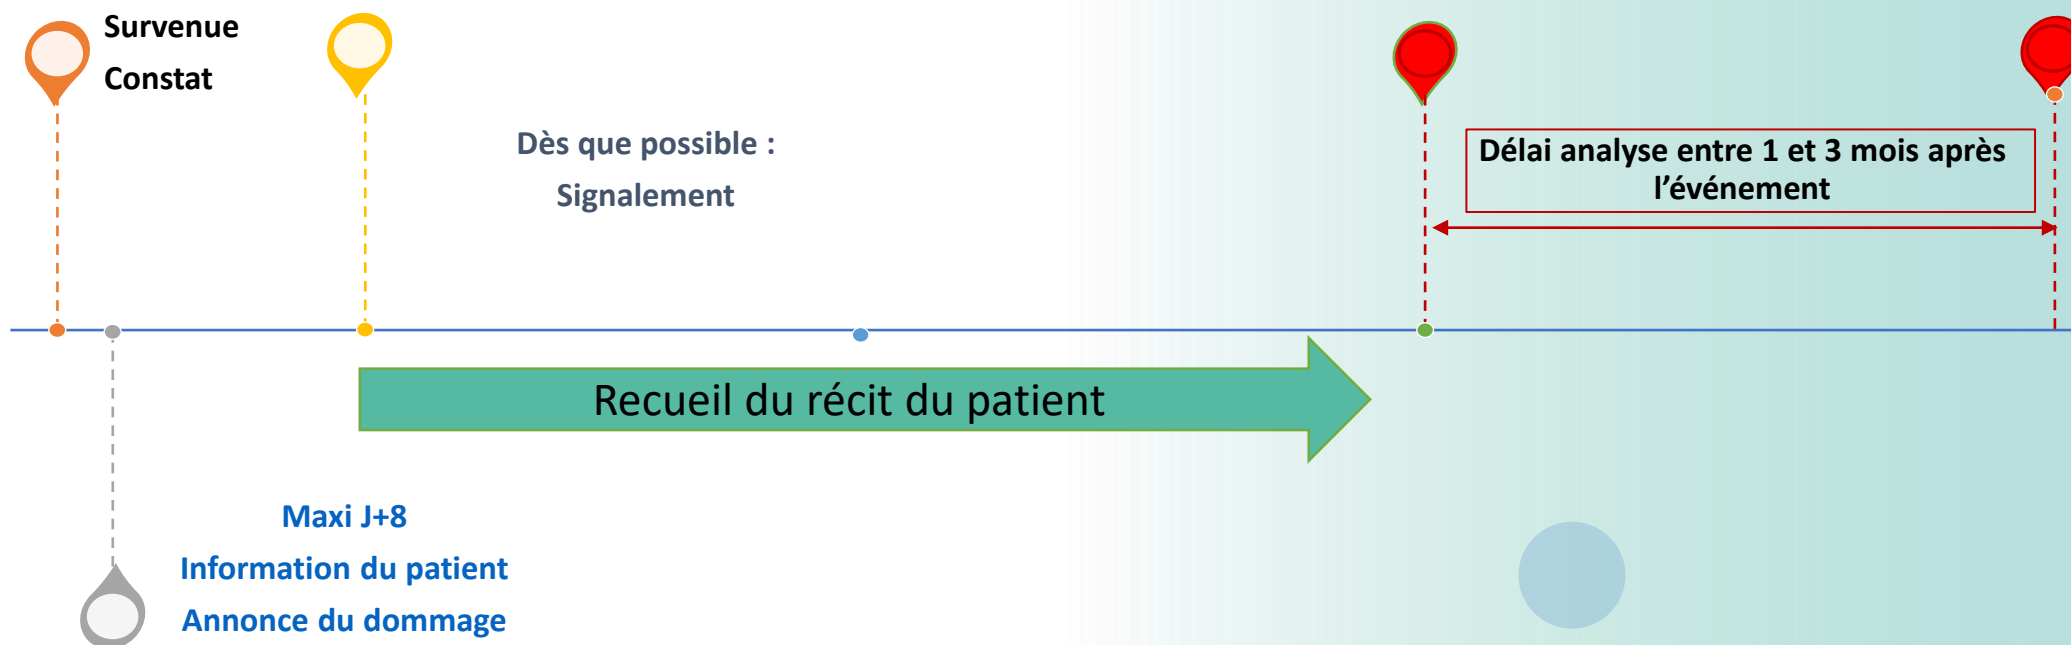 Survenue
Constat
Dès que possible :
Signalement
Délai analyse entre 1 et 3 mois après
l’événement
Recueil du récit du patient
Maxi J+8
Information du patient
Annonce du dommage